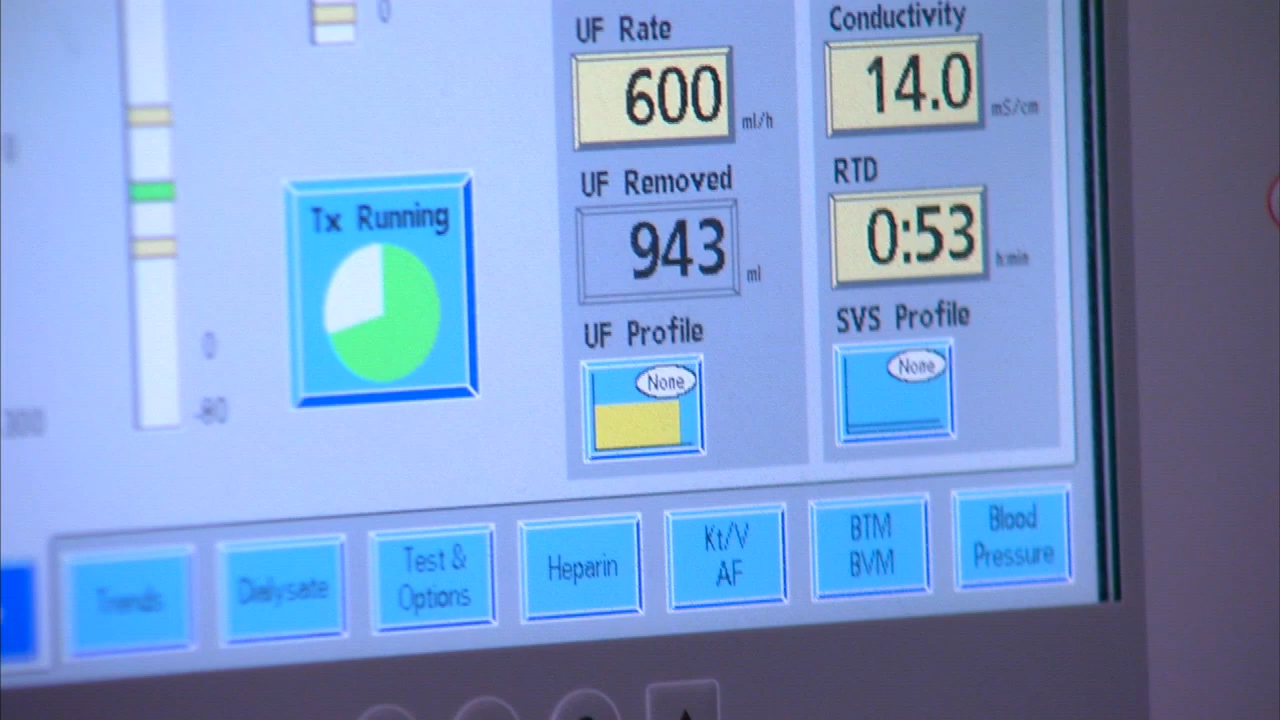 0
UF Rate
600
ml/h
Conductivity
14.0
mS/cm
Tx Running
UF Removed
943
ml
RTD
0:53
h:min
UF Profile
None
SVS Profile
None
0
-80
Trends
Dialysate
Test &
Options
Heparin
Kt/V
AF
BTM
BVM
Blood
Pressure